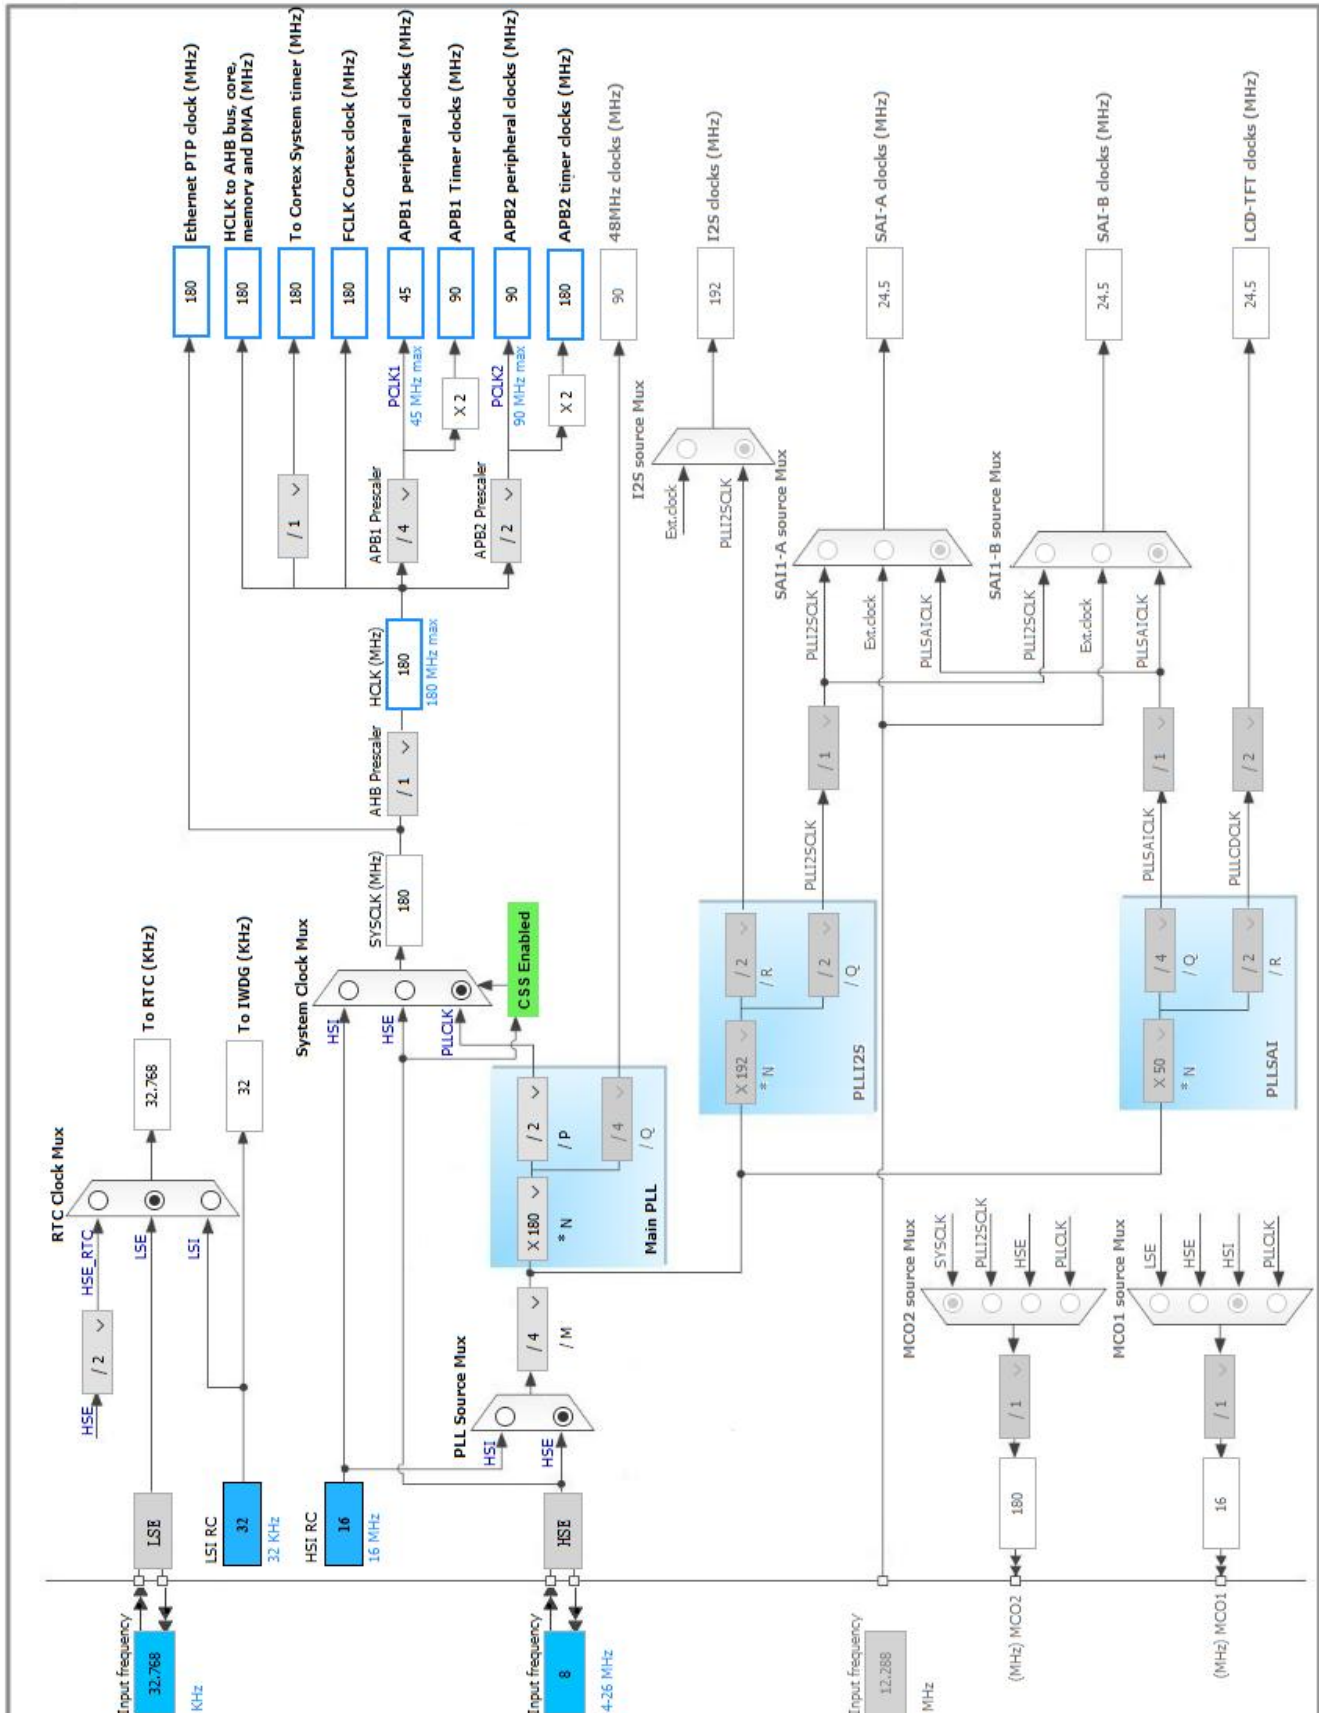 Input frequency
32.768
KHz
LSE
HSE
/ 2
HSE_RTC
LSE
LSI
RTC Clock Mux
32.768
To RTC (KHz)
LSI RC
32
32 KHz
32
To IWDG (KHz)
HSI RC
16
16 MHz
Input frequency
8
4-26 MHz
HSE
PLL Source Mux
HSI
HSE
/ 4
/ M
X 180
* N
/ 2
/ P
/ 4
/ Q
Main PLL
System Clock Mux
HSI
HSE
PLLCLK
CSS Enabled
SYSCLK (MHz)
180
AHB Prescaler
/ 1
HCLK (MHz)
180
180 MHz max
/ 1
APB1 Prescaler
/ 4
PCLK1
45 MHz max
X 2
APB2 Prescaler
/ 2
PCLK2
90 MHz max
X 2
180
Ethernet PTP clock (MHz)
180
HCLK to AHB bus, core,
memory and DMA (MHz)
180
To Cortex System timer (MHz)
180
FCLK Cortex clock (MHz)
45
APB1 peripheral clocks (MHz)
90
APB1 Timer clocks (MHz)
90
APB2 peripheral clocks (MHz)
180
APB2 timer clocks (MHz)
90
48MHz clocks (MHz)
X 192
* N
/ 2
/ R
/ 2
/ Q
PLLI2S
I2S source Mux
Ext.clock
PLLI2SCLK
192
I2S clocks (MHz)
PLLI2SCLK
/ 1
SAI1-A source Mux
PLLI2SCLK
Ext.clock
PLLSAICLK
24.5
SAI-A clocks (MHz)
SAI1-B source Mux
PLLI2SCLK
Ext.clock
PLLSAICLK
24.5
SAI-B clocks (MHz)
X 50
* N
/ 4
/ Q
/ 2
/ R
PLLSAI
PLLSAICLK
/ 1
PLLLCDCLK
/ 2
24.5
LCD-TFT clocks (MHz)
Input frequency
12.288
MHz
MCO2 source Mux
SYSCLK
PLLI2SCLK
HSE
PLLCLK
/ 1
180
(MHz) MCO2
MCO1 source Mux
LSE
HSE
HSI
PLLCLK
/ 1
16
(MHz) MCO1